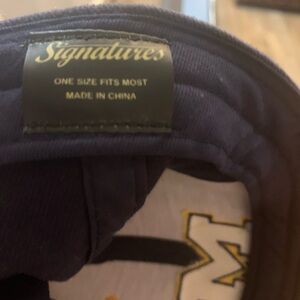 Signatures
ONE SIZE FITS MOST
MADE IN CHINA
M